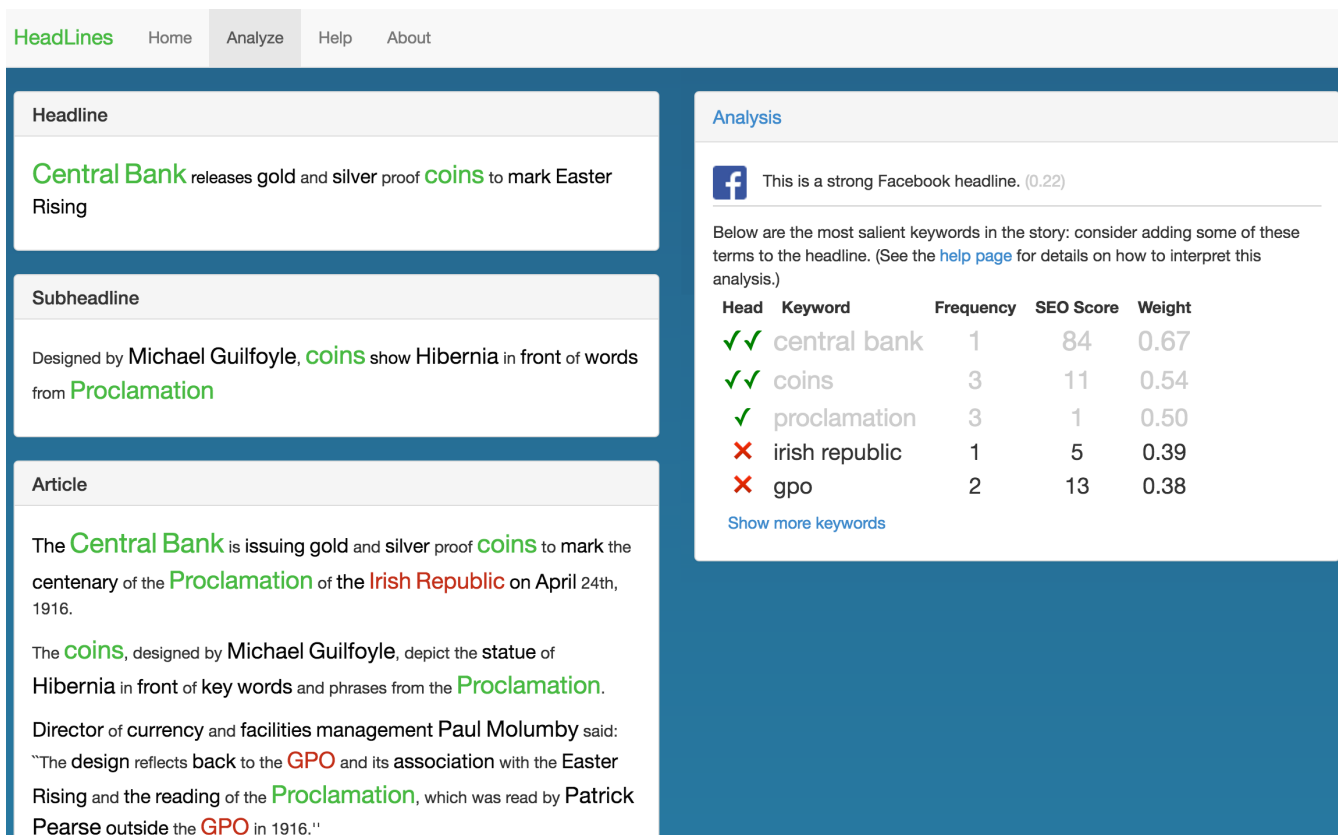 HeadLines Home Analyze Help About
Headline
Central Bank releases gold and silver proof coins to mark Easter
Rising
Subheadline
Designed by Michael Guilfoyle, coins show Hibernia in front of words
from Proclamation
Article
The Central Bank is issuing gold and silver proof coins to mark the
centenary of the Proclamation of the Irish Republic on April 24th,
1916.
The coins, designed by Michael Guilfoyle, depict the statue of
Hibernia in front of key words and phrases from the Proclamation.
Director of currency and facilities management Paul Molumby said:
``The design reflects back to the GPO and its association with the Easter
Rising and the reading of the Proclamation, which was read by Patrick
Pearse outside the GPO in 1916.''
Analysis
f This is a strong Facebook headline. (0.22)
Below are the most salient keywords in the story: consider adding some of these
terms to the headline. (See the help page for details on how to interpret this
analysis.)
Head Keyword Frequency SEO Score Weight
✓✓ central bank 1 84 0.67
✓✓ coins 3 11 0.54
✓ proclamation 3 1 0.50
✕ irish republic 1 5 0.39
✕ gpo 2 13 0.38
Show more keywords